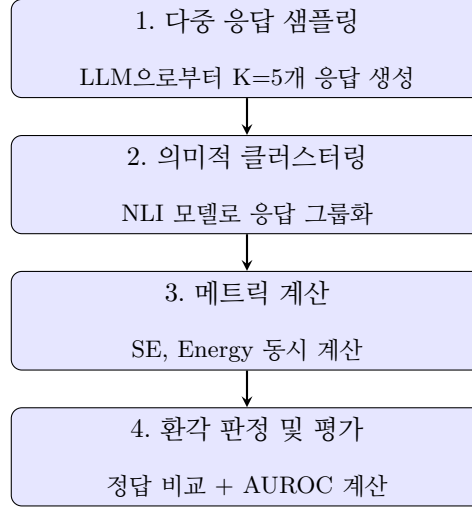 1. 다중 응답 샘플링
LLM으로부터 K=5개 응답 생성
2. 의미적 클러스터링
NLI 모델로 응답 그룹화
3. 메트릭 계산
SE, Energy 동시 계산
4. 환각 판정 및 평가
정답 비교 + AUROC 계산